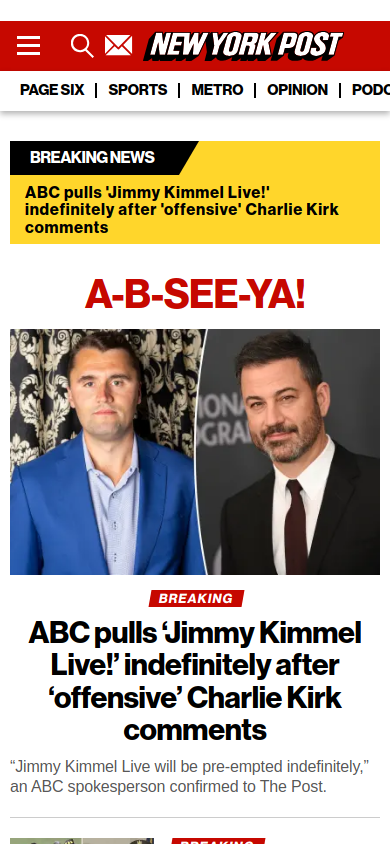 NEW YORK POST
PAGE SIX | SPORTS | METRO | OPINION | PODC
BREAKING NEWS
ABC pulls 'Jimmy Kimmel Live!'
indefinitely after 'offensive' Charlie Kirk
comments
A-B-SEE-YA!
BREAKING
ABC pulls ‘Jimmy Kimmel
Live!’ indefinitely after
‘offensive’ Charlie Kirk
comments
“Jimmy Kimmel Live will be pre-empted indefinitely,”
an ABC spokesperson confirmed to The Post.
BREAKING